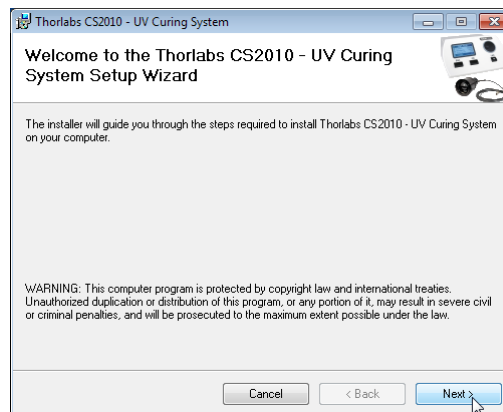 Thorlabs CS2010 - UV Curing System
Welcome to the Thorlabs CS2010 - UV Curing
System Setup Wizard
The installer will guide you through the steps required to install Thorlabs CS2010 - UV Curing System
on your computer.
WARNING: This computer program is protected by copyright law and international treaties.
Unauthorized duplication or distribution of this program, or any portion of it, may result in severe civil
or criminal penalties, and will be prosecuted to the maximum extent possible under the law.
Cancel
< Back
Next >